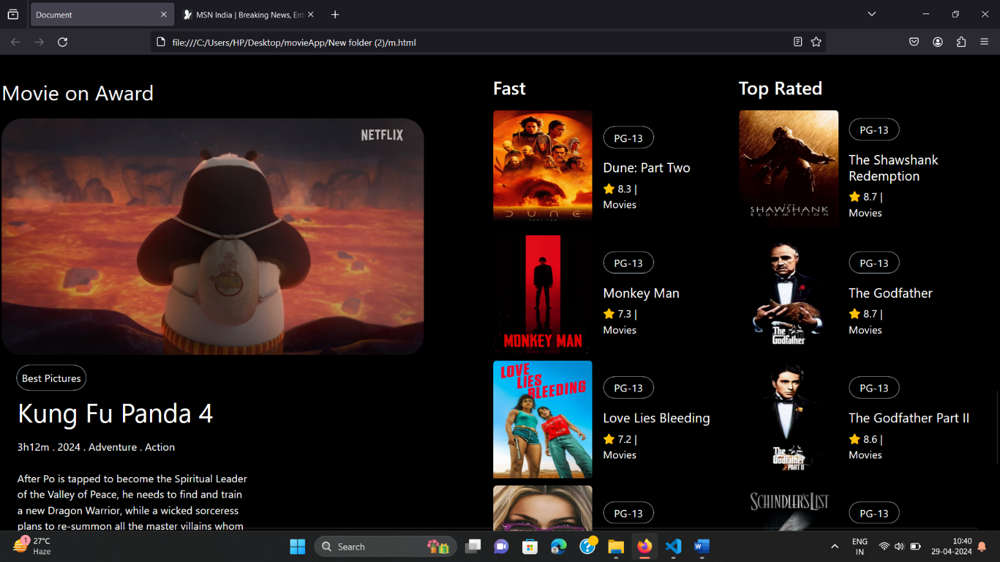 Document
MSN India | Breaking News, Ent
file:///C:/Users/HP/Desktop/movieApp/New folder (2)/m.html
Movie on Award
NETFLIX
Best Pictures
Kung Fu Panda 4
3h12m . 2024 . Adventure . Action
After Po is tapped to become the Spiritual Leader
of the Valley of Peace, he needs to find and train
a new Dragon Warrior, while a wicked sorceress
plans to re-summon all the master villains whom
Fast
DUNE
PART TWO
PG-13
Dune: Part Two
8.3 |
Movies
MONKEY MAN
PG-13
Monkey Man
7.3 |
Movies
LOVE
LIES
BLEEDING
PG-13
Love Lies Bleeding
7.2 |
Movies
PG-13
Top Rated
THE
SHAWSHANK
REDEMPTION
PG-13
The Shawshank
Redemption
8.7 |
Movies
The
Godfather
PG-13
The Godfather
8.7 |
Movies
The
Godfather
PART II
PG-13
The Godfather Part II
8.6 |
Movies
SCHINDLER'S LIST
PG-13
1
27°C
Haze
Search
ENG
IN
10:40
29-04-2024